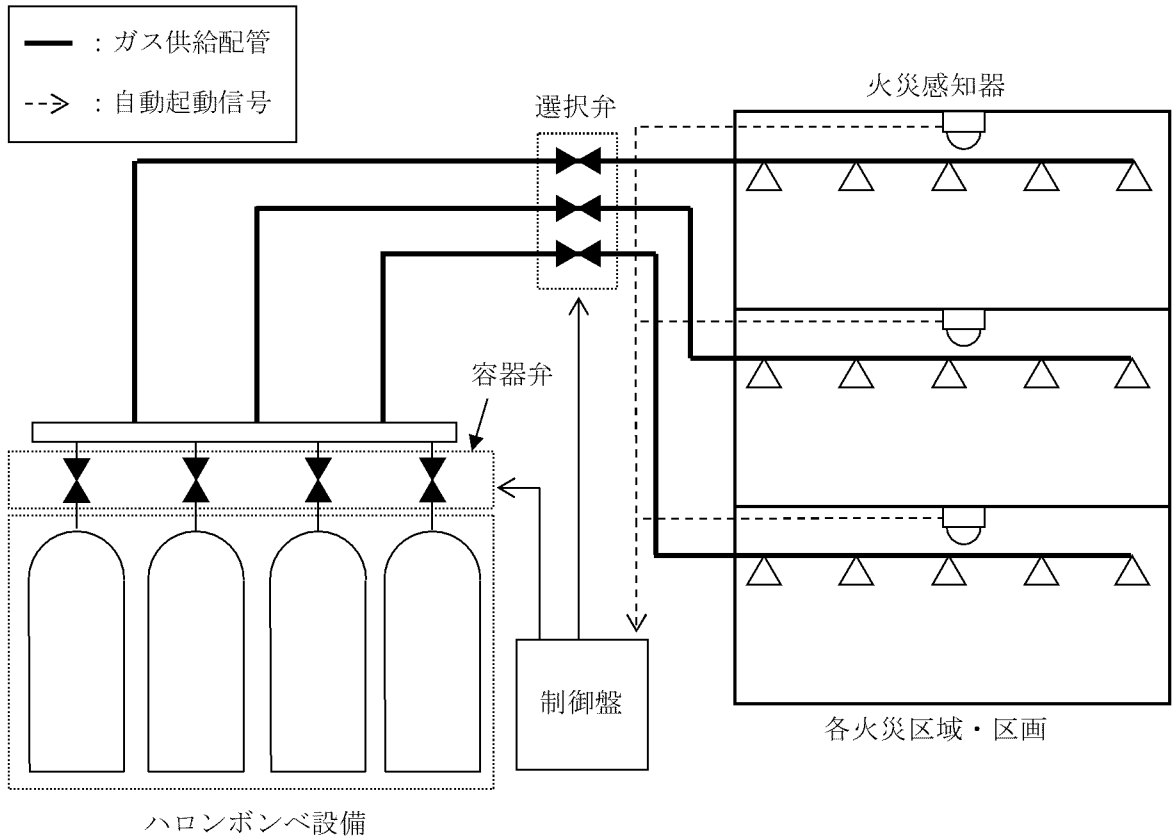 ：ガス供給配管
：自動起動信号
火災感知器
選択弁
容器弁
制御盤
各火災区域・区画
ハロンボンベ設備